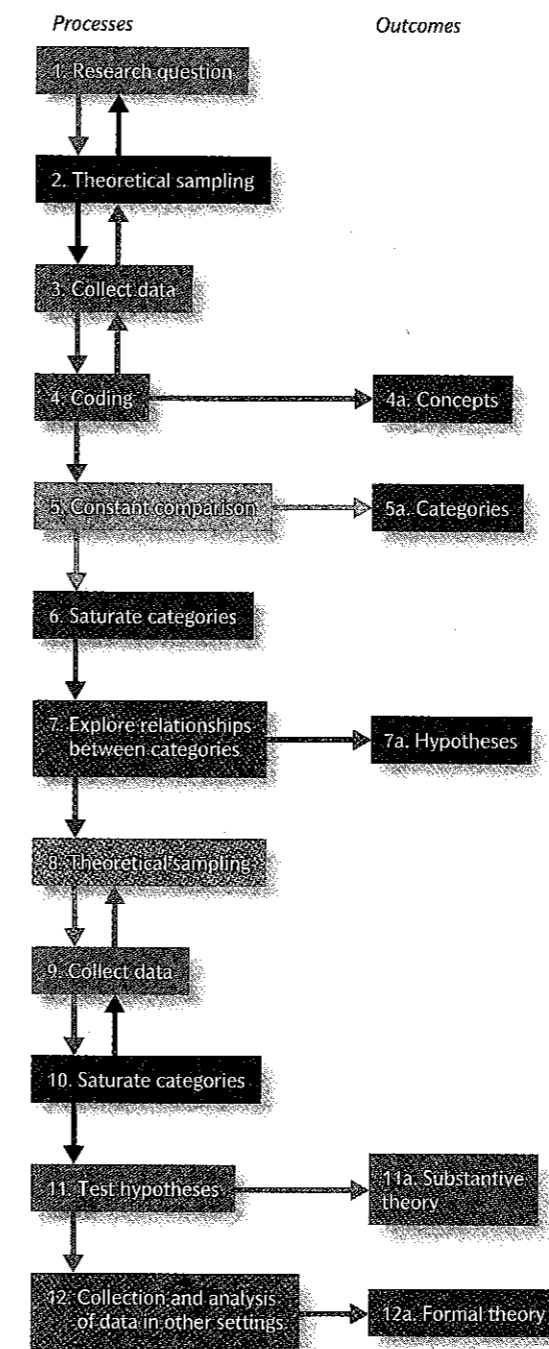 Processes
Outcomes
1. Research question
2. Theoretical sampling
3. Collect data
4. Coding
4a. Concepts
5. Constant comparison
5a. Categories
6. Saturate categories
7. Explore relationships
between categories
7a. Hypotheses
8. Theoretical sampling
9. Collect data
10. Saturate categories
11. Test hypotheses
11a. Substantive
theory
12. Collection and analysis
of data in other settings
12a. Formal theory